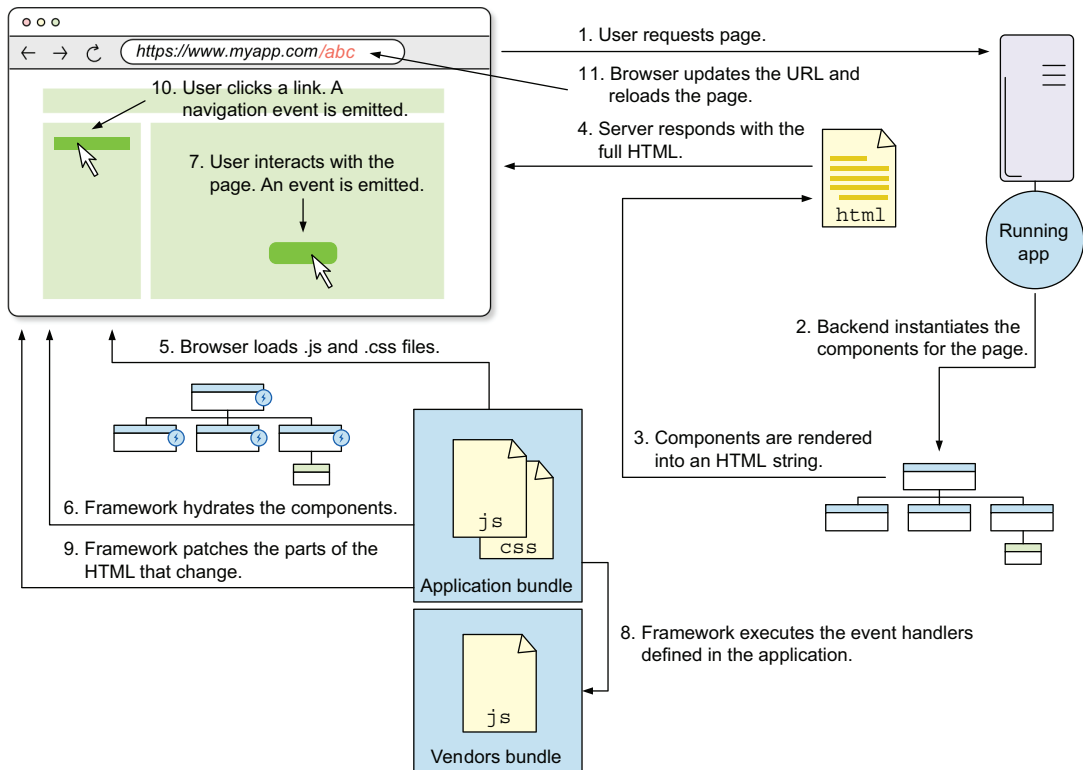 https://www.myapp.com/abc
1. User requests page.
11. Browser updates the URL and
reloads the page.
10. User clicks a link. A
navigation event is emitted.
4. Server responds with the
full HTML.
7. User interacts with the
page. An event is emitted.
html
Running
app
2. Backend instantiates the
components for the page.
5. Browser loads .js and .css files.
3. Components are rendered
into an HTML string.
6. Framework hydrates the components.
js
css
9. Framework patches the parts of the
HTML that change.
Application bundle
8. Framework executes the event handlers
defined in the application.
js
Vendors bundle